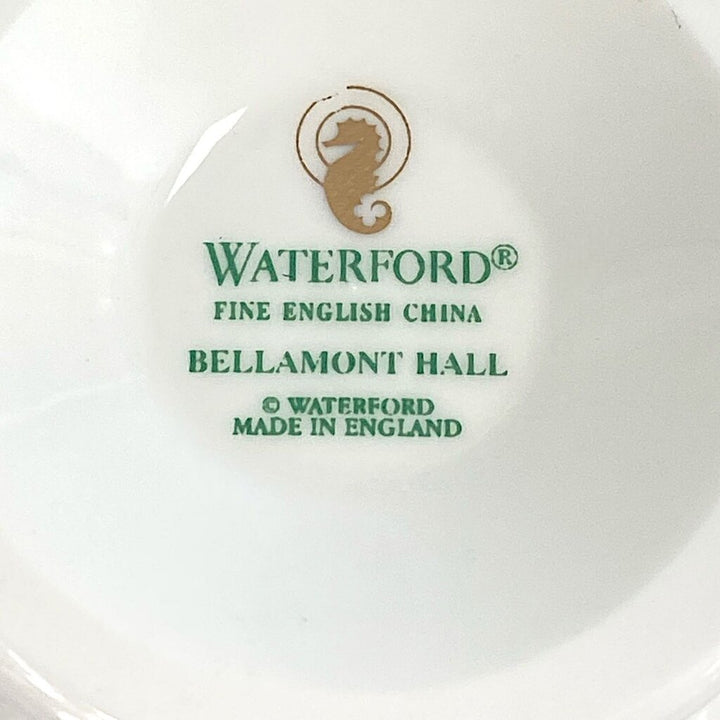 WATERFORD®
FINE ENGLISH CHINA
BELLAMONT HALL
© WATERFORD
MADE IN ENGLAND